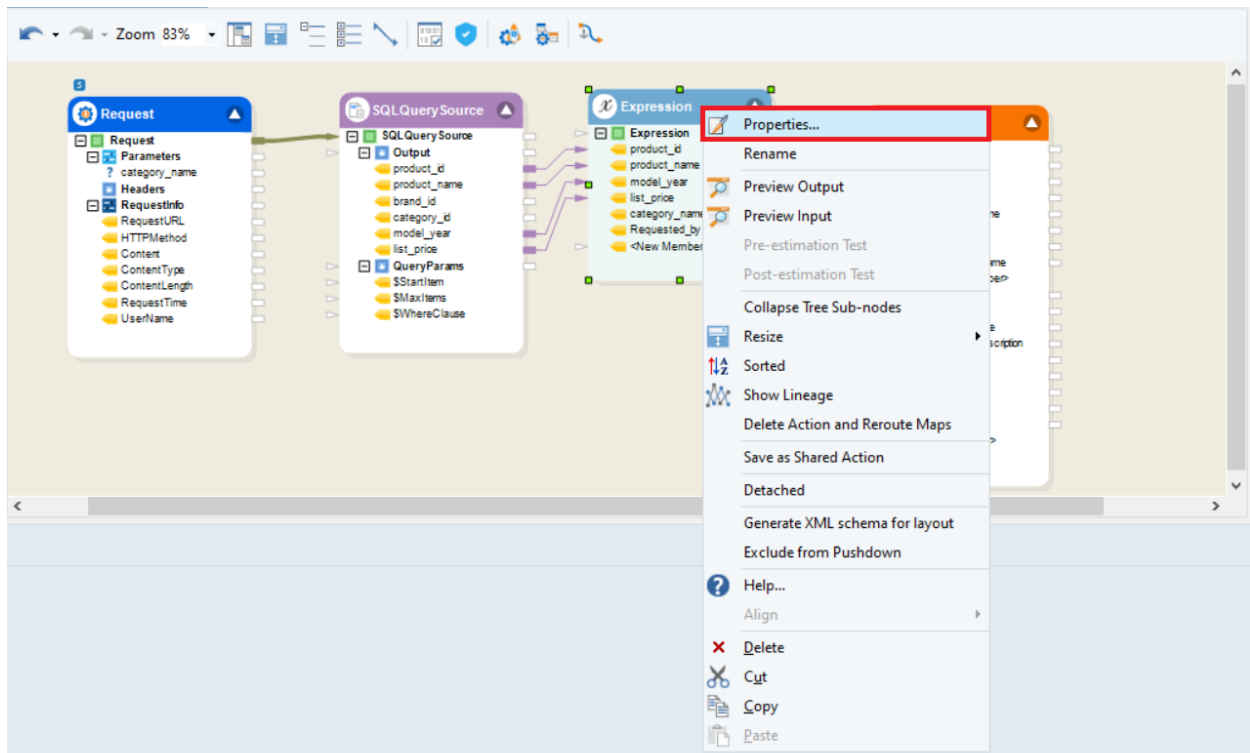 Zoom 83%
S
Request
Request
Parameters
? category_name
Headers
RequestInfo
RequestURL
HTTPMethod
Content
ContentType
ContentLength
RequestTime
UserName
SQLQuerySource
SQLQuerySource
Output
product_id
product_name
brand_id
category_id
model_year
list_price
QueryParams
$StartItem
$MaxItems
$WhereClause
Expression
Expression
product_id
product_name
model_year
list_price
category_name
Requested_by
<New Member
Properties...
Rename
Preview Output
Preview Input
Pre-estimation Test
Post-estimation Test
Collapse Tree Sub-nodes
Resize
Sorted
Show Lineage
Delete Action and Reroute Maps
Save as Shared Action
Detached
Generate XML schema for layout
Exclude from Pushdown
Help...
Align
Delete
Cut
Copy
Paste